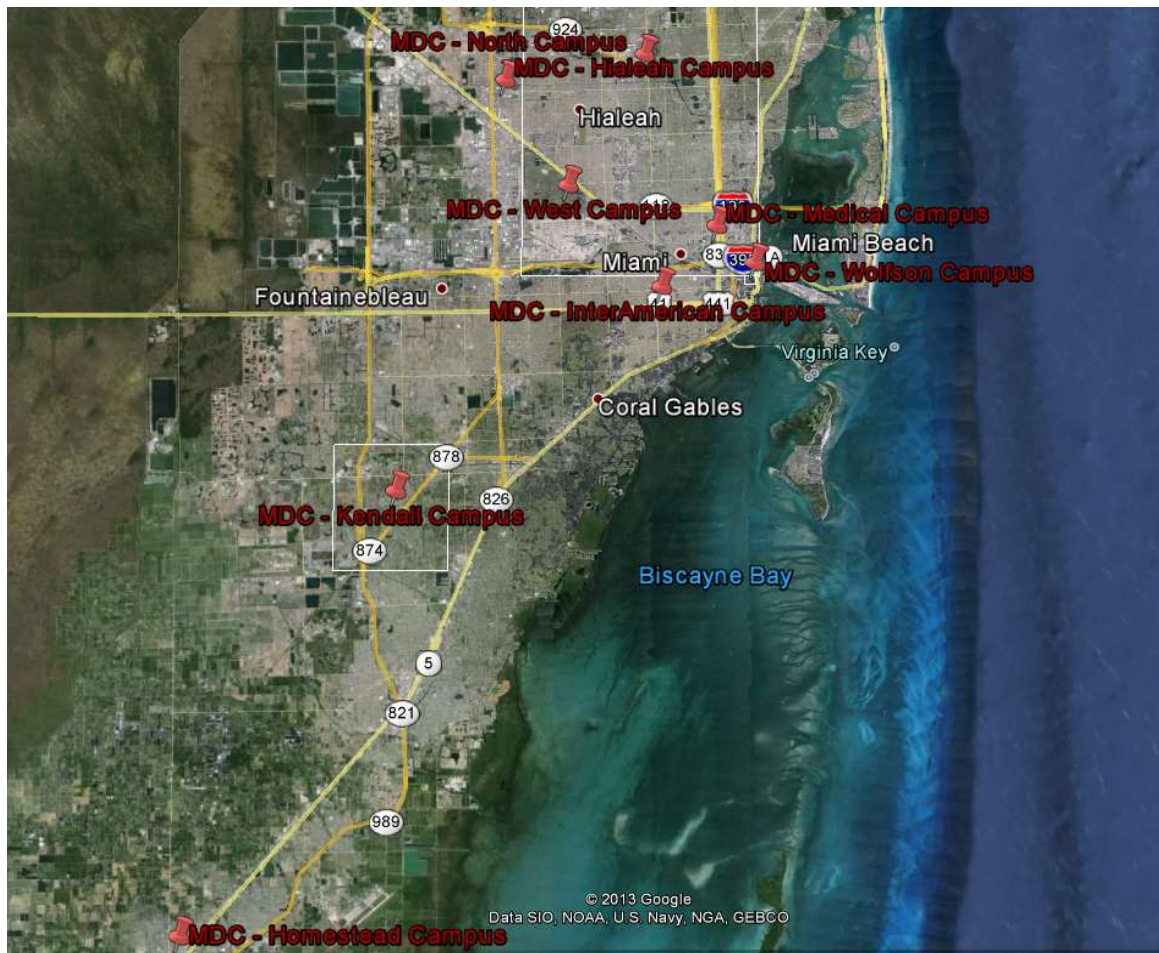 924
MDC - North Campus
MDC - Hialeah Campus
Hialeah
MDC - West Campus
MDC - Medical Campus
Miami Beach
Miami
83
A
MDC - Wolfson Campus
Fountainebleau
41
441
MDC - InterAmerican Campus
Virginia Key
Coral Gables
878
MDC - Kendall Campus
826
874
Biscayne Bay
5
821
989
© 2013 Google
Data SIO, NOAA, U.S. Navy, NGA, GEBCO
MDC - Homestead Campus